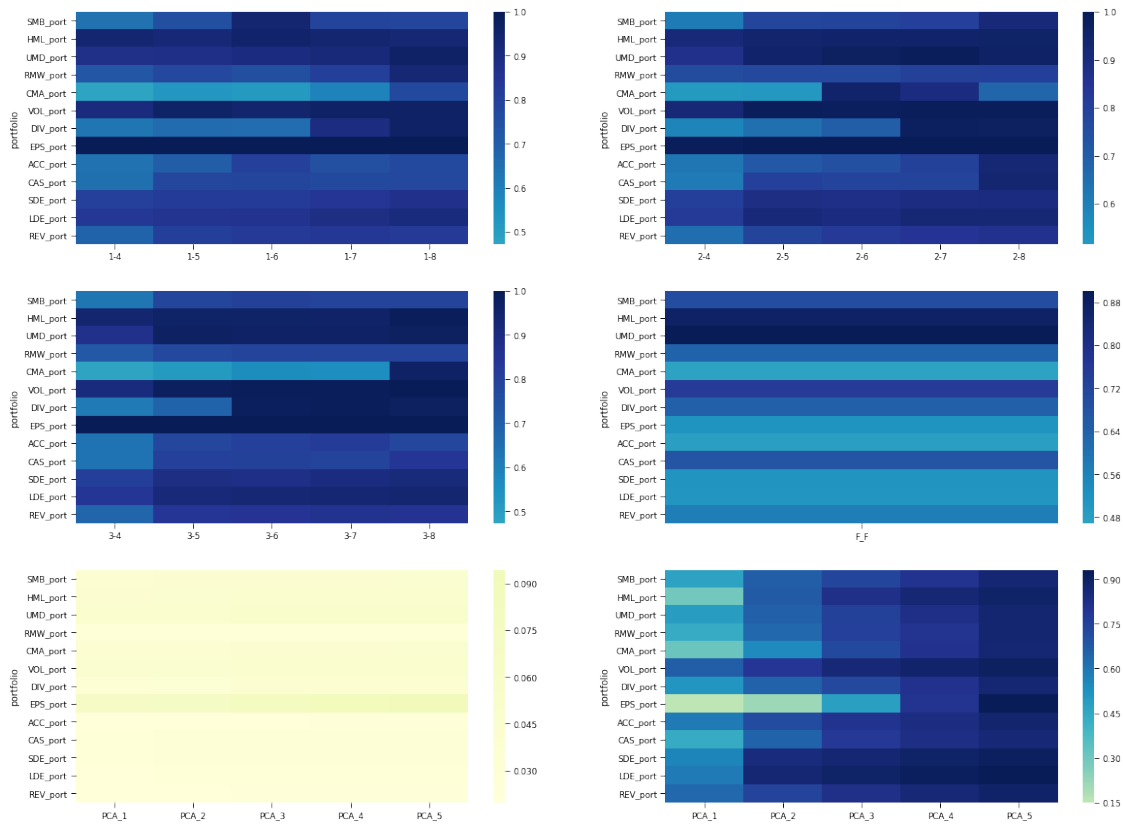 SMB_port
HML_port
UMD_port
RMW_port
CMA_port
VOL_port
DIV_port
EPS_port
ACC_port
CAS_port
SDE_port
LDE_port
REV_port
portfolio
1-4 1-5 1-6 1-7 1-8
1.0
0.9
0.8
0.7
0.6
0.5
SMB_port
HML_port
UMD_port
RMW_port
CMA_port
VOL_port
DIV_port
EPS_port
ACC_port
CAS_port
SDE_port
LDE_port
REV_port
portfolio
2-4 2-5 2-6 2-7 2-8
1.0
0.9
0.8
0.7
0.6
SMB_port
HML_port
UMD_port
RMW_port
CMA_port
VOL_port
DIV_port
EPS_port
ACC_port
CAS_port
SDE_port
LDE_port
REV_port
portfolio
3-4 3-5 3-6 3-7 3-8
1.0
0.9
0.8
0.7
0.6
0.5
SMB_port
HML_port
UMD_port
RMW_port
CMA_port
VOL_port
DIV_port
EPS_port
ACC_port
CAS_port
SDE_port
LDE_port
REV_port
portfolio
F_F
0.88
0.80
0.72
0.64
0.56
0.48
SMB_port
HML_port
UMD_port
RMW_port
CMA_port
VOL_port
DIV_port
EPS_port
ACC_port
CAS_port
SDE_port
LDE_port
REV_port
portfolio
PCA_1 PCA_2 PCA_3 PCA_4 PCA_5
0.090
0.075
0.060
0.045
0.030
SMB_port
HML_port
UMD_port
RMW_port
CMA_port
VOL_port
DIV_port
EPS_port
ACC_port
CAS_port
SDE_port
LDE_port
REV_port
portfolio
PCA_1 PCA_2 PCA_3 PCA_4 PCA_5
0.90
0.75
0.60
0.45
0.30
0.15